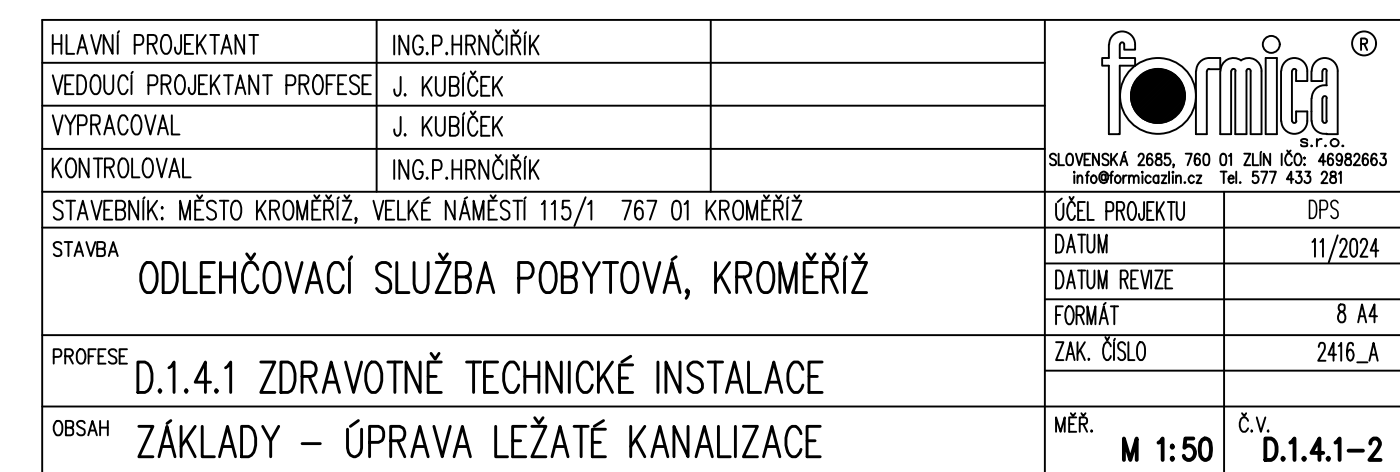 HLAVNÍ PROJEKTANT ING.P.HRNČIŘÍK
VEDOUCÍ PROJEKTANT PROFESE J. KUBÍČEK
VYPRACOVAL J. KUBÍČEK
KONTROLOVAL ING.P.HRNČIŘÍK
formica ®
s.r.o.
SLOVENSKÁ 2685, 760 01 ZLÍN IČO: 46982663
info@formicazlin.cz Tel. 577 433 281
STAVEBNÍK: MĚSTO KROMĚŘÍŽ, VELKÉ NÁMĚSTÍ 115/1 767 01 KROMĚŘÍŽ
ÚČEL PROJEKTU DPS
STAVBA
ODLEHČOVACÍ SLUŽBA POBYTOVÁ, KROMĚŘÍŽ
DATUM 11/2024
DATUM REVIZE
FORMÁT 8 A4
PROFESE D.1.4.1 ZDRAVOTNĚ TECHNICKÉ INSTALACE
ZAK. ČÍSLO 2416_A
OBSAH ZÁKLADY – ÚPRAVA LEŽATÉ KANALIZACE
MĚŘ. M 1:50
Č.V. D.1.4.1-2